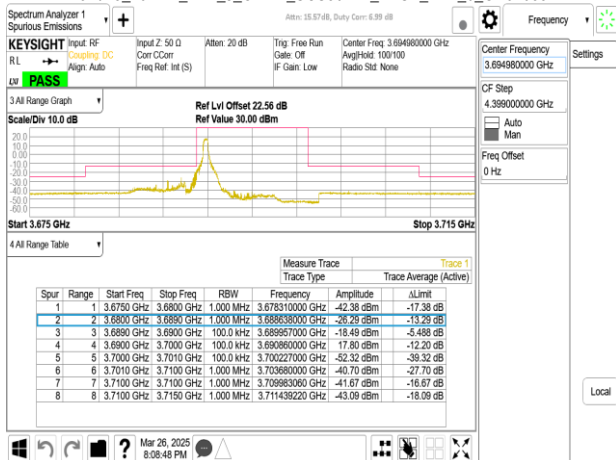 Spectrum Analyzer 1
Spurious Emissions
Attn: 15.57dB, Duty Corr: 6.99 dB
Frequency
KEYSIGHT
Input: RF
Coupling: DC
Align: Auto
Input Z: 50 Ω
Corr CCorr
Freq Ref: Int (S)
Atten: 20 dB
Trig: Free Run
Gate: Off
IF Gain: Low
Center Freq: 3.694980000 GHz
Avg|Hold: 100/100
Radio Std: None
RL
LXI
PASS
Center Frequency
3.694980000 GHz
Settings
CF Step
4.399000000 GHz
Auto
Man
Freq Offset
0 Hz
3 All Range Graph
Scale/Div 10.0 dB
Ref Lvl Offset 22.56 dB
Ref Value 30.00 dBm
20.0
10.0
0.00
-10.0
-20.0
-30.0
-40.0
-50.0
-60.0
Start 3.675 GHz
Stop 3.715 GHz
4 All Range Table
Measure Trace Trace 1
Trace Type Trace Average (Active)
Spur Range Start Freq Stop Freq RBW Frequency Amplitude ΔLimit
1 1 3.6750 GHz 3.6800 GHz 1.000 MHz 3.678310000 GHz -42.38 dBm -17.38 dB
2 2 3.6800 GHz 3.6890 GHz 1.000 MHz 3.688638000 GHz -26.29 dBm -13.29 dB
3 3 3.6890 GHz 3.6900 GHz 100.0 kHz 3.689957000 GHz -18.49 dBm -5.488 dB
4 4 3.6900 GHz 3.7000 GHz 100.0 kHz 3.690860000 GHz 17.80 dBm -12.20 dB
5 5 3.7000 GHz 3.7010 GHz 100.0 kHz 3.700227000 GHz -52.32 dBm -39.32 dB
6 6 3.7010 GHz 3.7100 GHz 1.000 MHz 3.703680000 GHz -40.70 dBm -27.70 dB
7 7 3.7100 GHz 3.7100 GHz 1.000 MHz 3.709983060 GHz -41.67 dBm -16.67 dB
8 8 3.7100 GHz 3.7150 GHz 1.000 MHz 3.711439220 GHz -43.09 dBm -18.09 dB
Local
?
Mar 26, 2025
8:08:48 PM